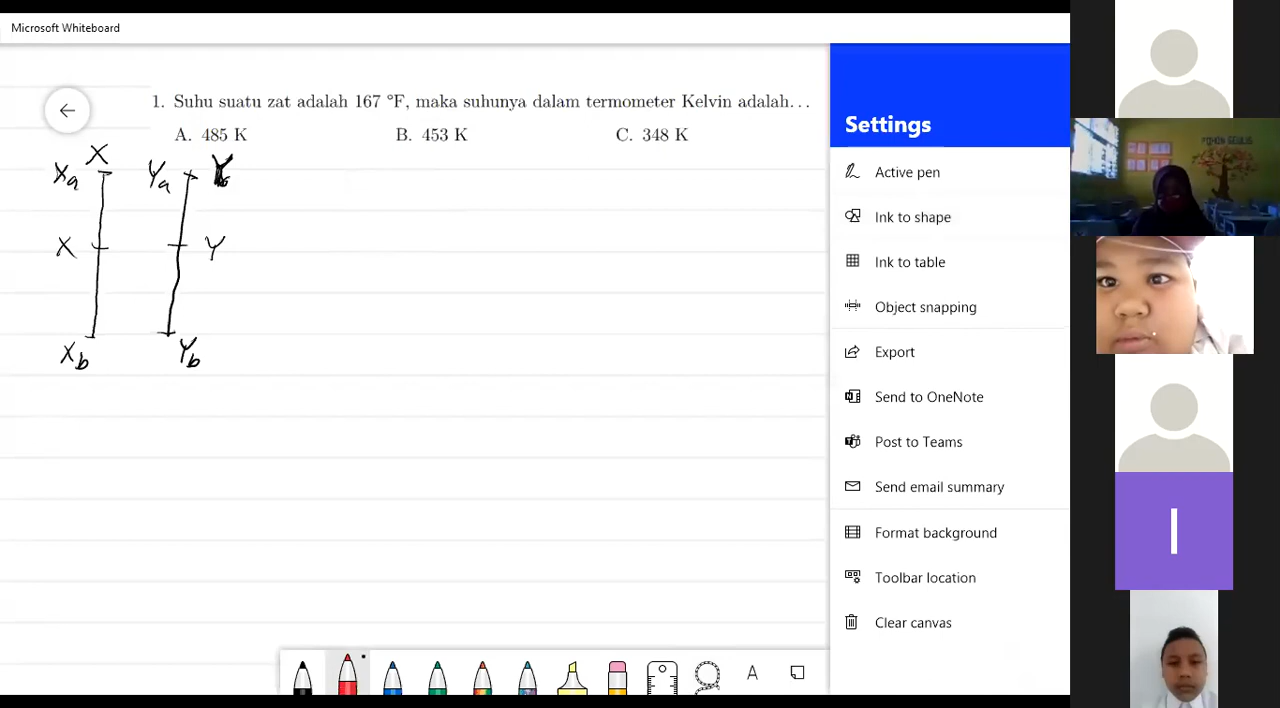 Microsoft Whiteboard
1. Suhu suatu zat adalah 167 °F, maka suhunya dalam termometer Kelvin adalah...
A. 485 K B. 453 K C. 348 K
X
Xa Ya Y
X Y
Xb Yb
Settings
Active pen
Ink to shape
Ink to table
Object snapping
Export
Send to OneNote
Post to Teams
Send email summary
Format background
Toolbar location
Clear canvas
A
POHON GEULIS
I